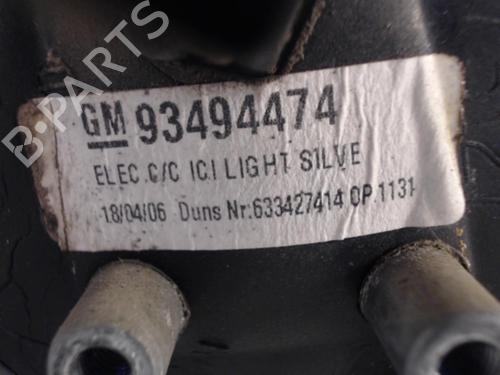 B-PARTS
GM 93494474
ELEC.C/C ICI LIGHT SILVE
18/04/06 Duns Nr:633427414 OP 1131